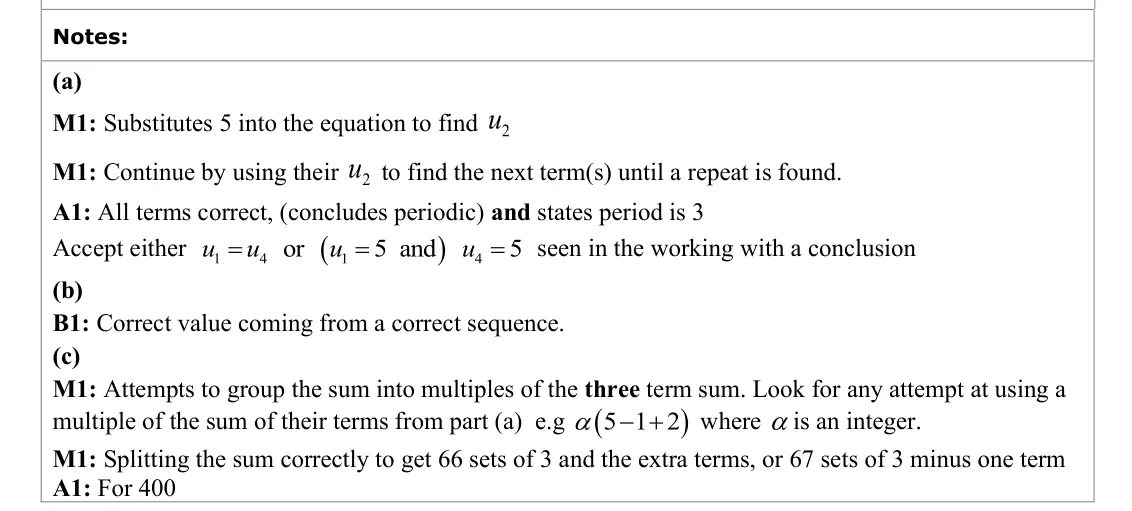 Notes:
(a)
M1: Substitutes 5 into the equation to find u₂
M1: Continue by using their u₂ to find the next term(s) until a repeat is found.
A1: All terms correct, (concludes periodic) and states period is 3
Accept either u₁ = u₄ or (u₁ = 5 and) u₄ = 5 seen in the working with a conclusion
(b)
B1: Correct value coming from a correct sequence.
(c)
M1: Attempts to group the sum into multiples of the three term sum. Look for any attempt at using a
multiple of the sum of their terms from part (a) e.g α(5−1+2) where α is an integer.
M1: Splitting the sum correctly to get 66 sets of 3 and the extra terms, or 67 sets of 3 minus one term
A1: For 400